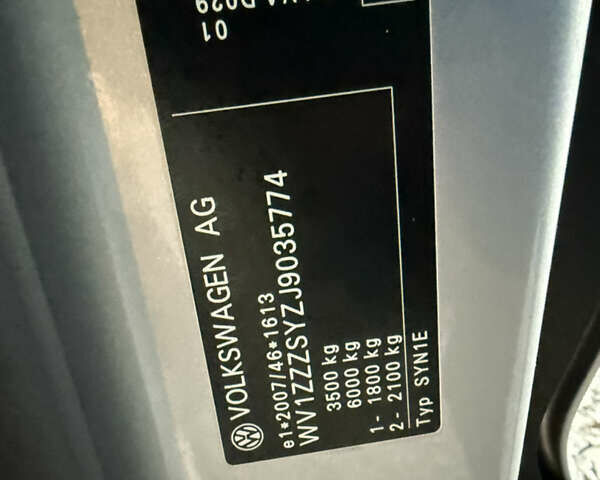 VOLKSWAGEN AG
e1*2007/46*1613
WV1ZZZSYZJ9035774
3500 kg
6000 kg
1- 1800 kg
2- 2100 kg
Typ SYN1E
01